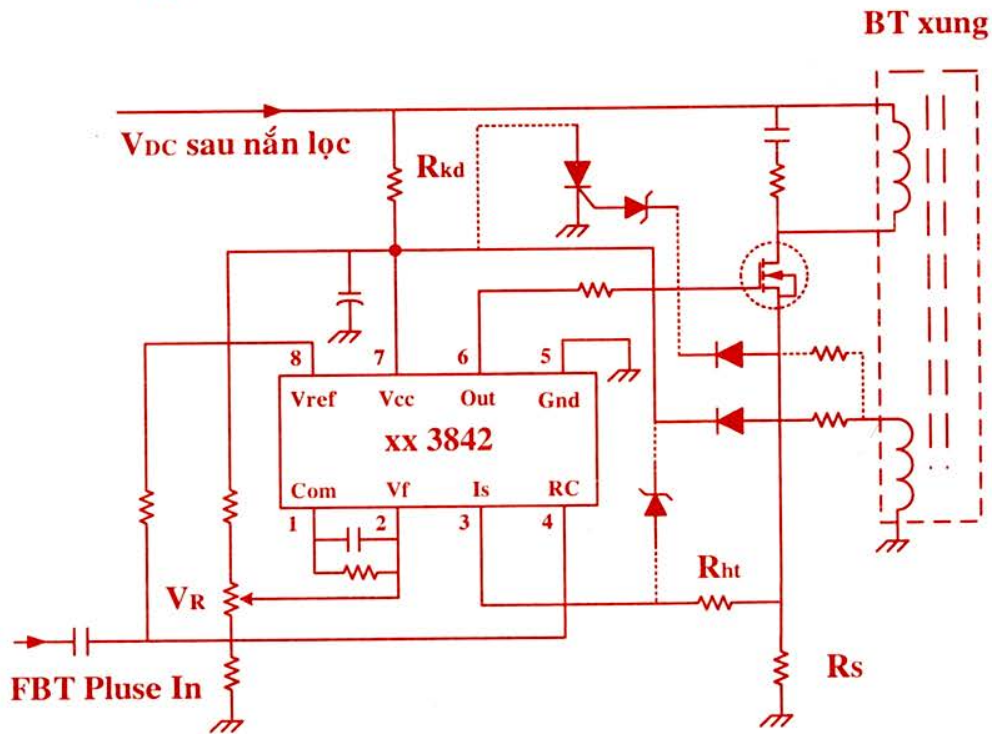 BT xung
VDC sau nắn lọc
Rkd
8 7 6 5
Vref Vcc Out Gnd
xx 3842
Com Vf Is RC
1 2 3 4
Rht
VR
Rs
FBT Pluse In